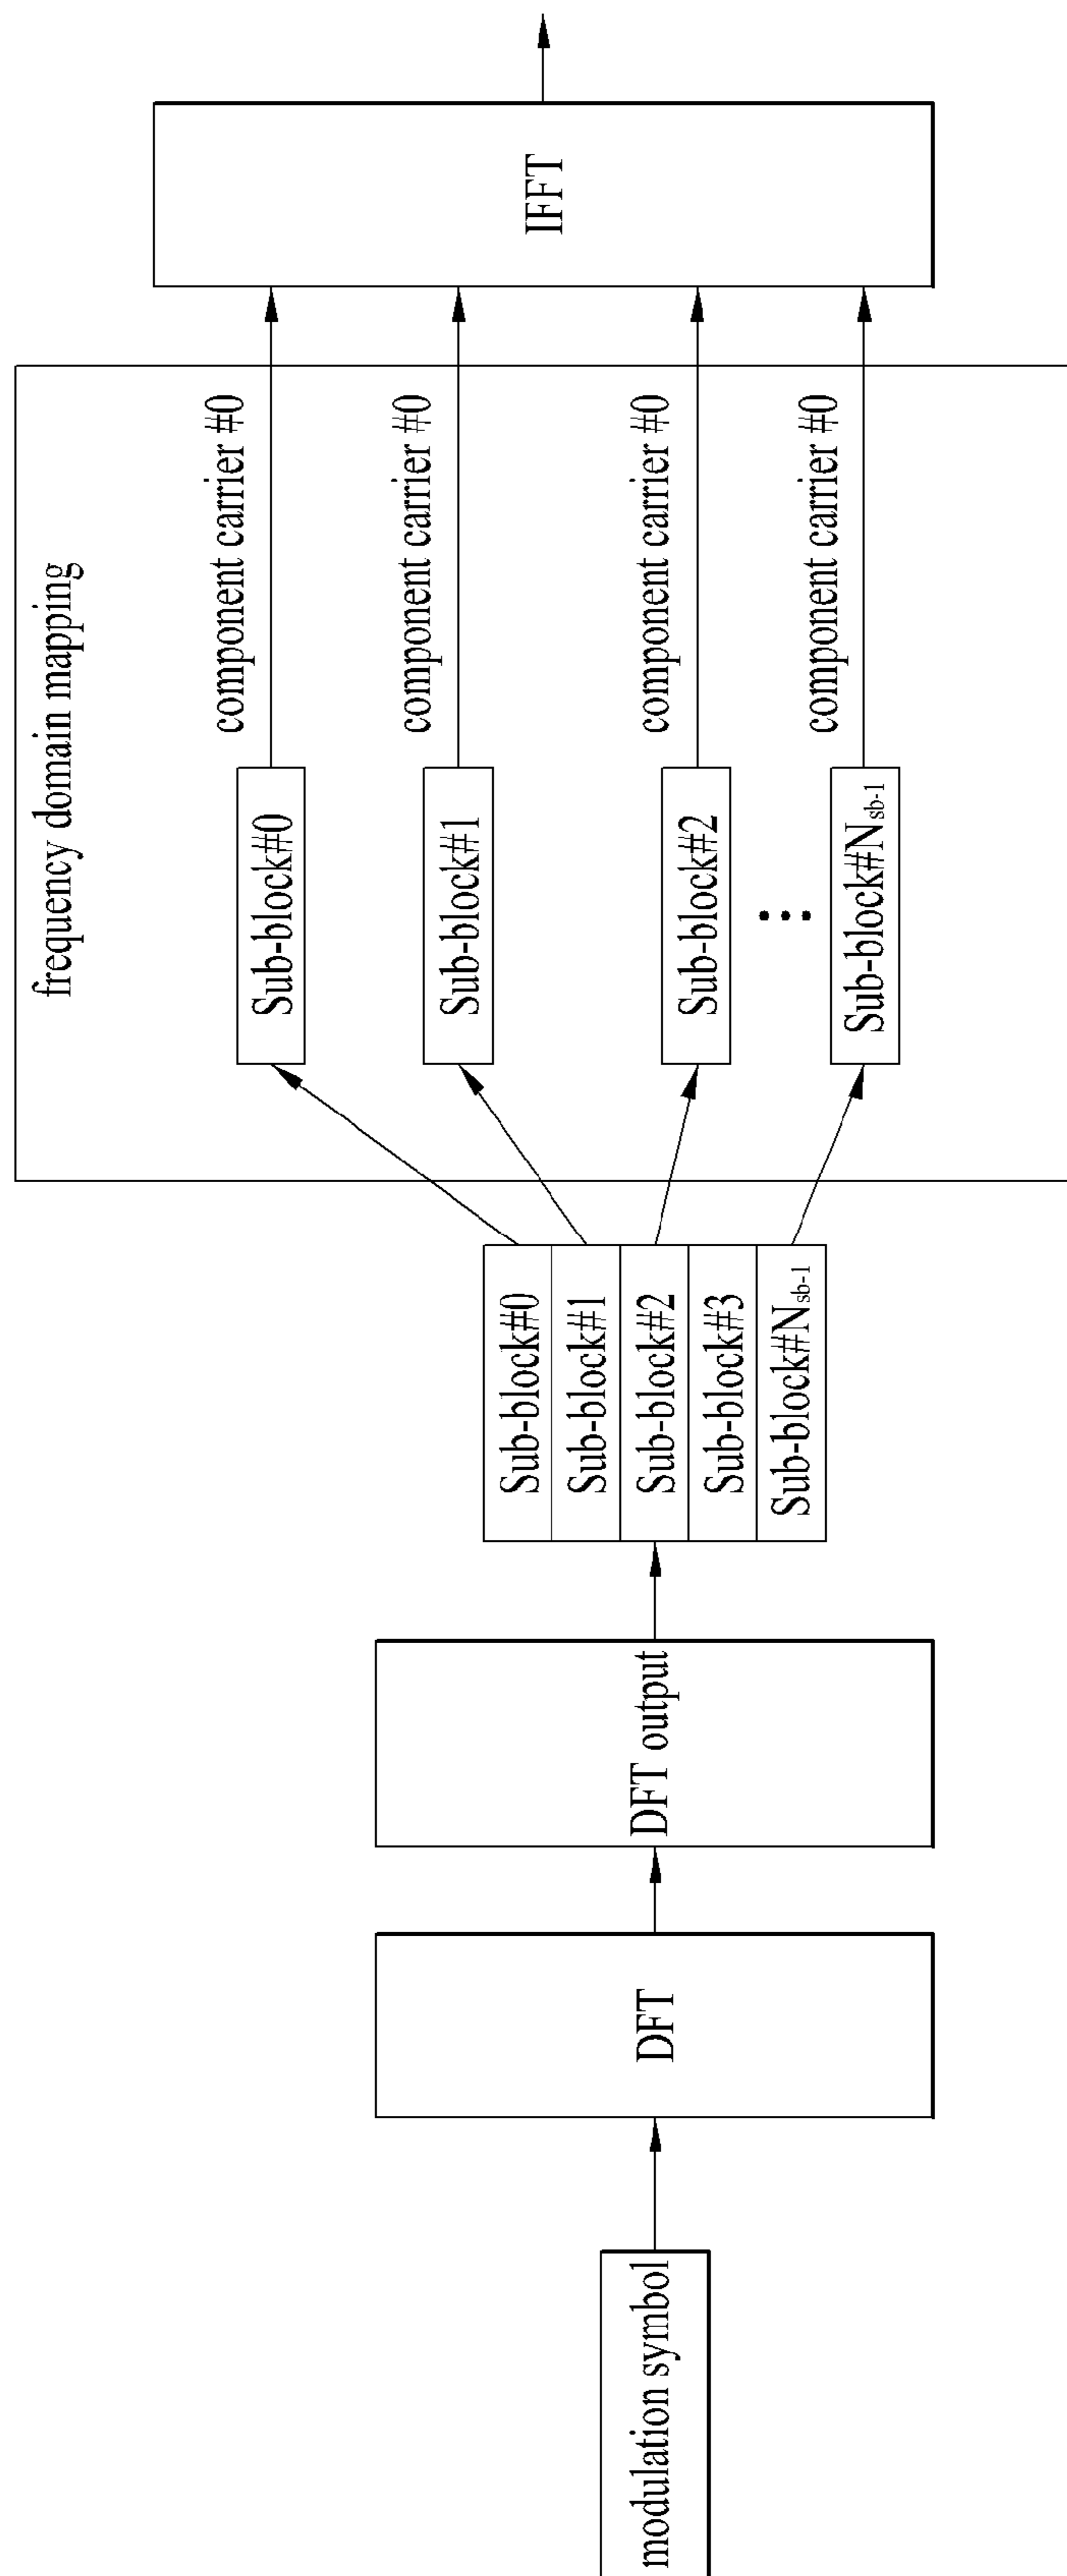 modulation symbol
DFT
DFT output
Sub-block#0
Sub-block#1
Sub-block#2
Sub-block#3
Sub-block#Nsb-1
frequency domain mapping
Sub-block#0
component carrier #0
Sub-block#1
component carrier #0
Sub-block#2
component carrier #0
•••
Sub-block#Nsb-1
component carrier #0
IFFT